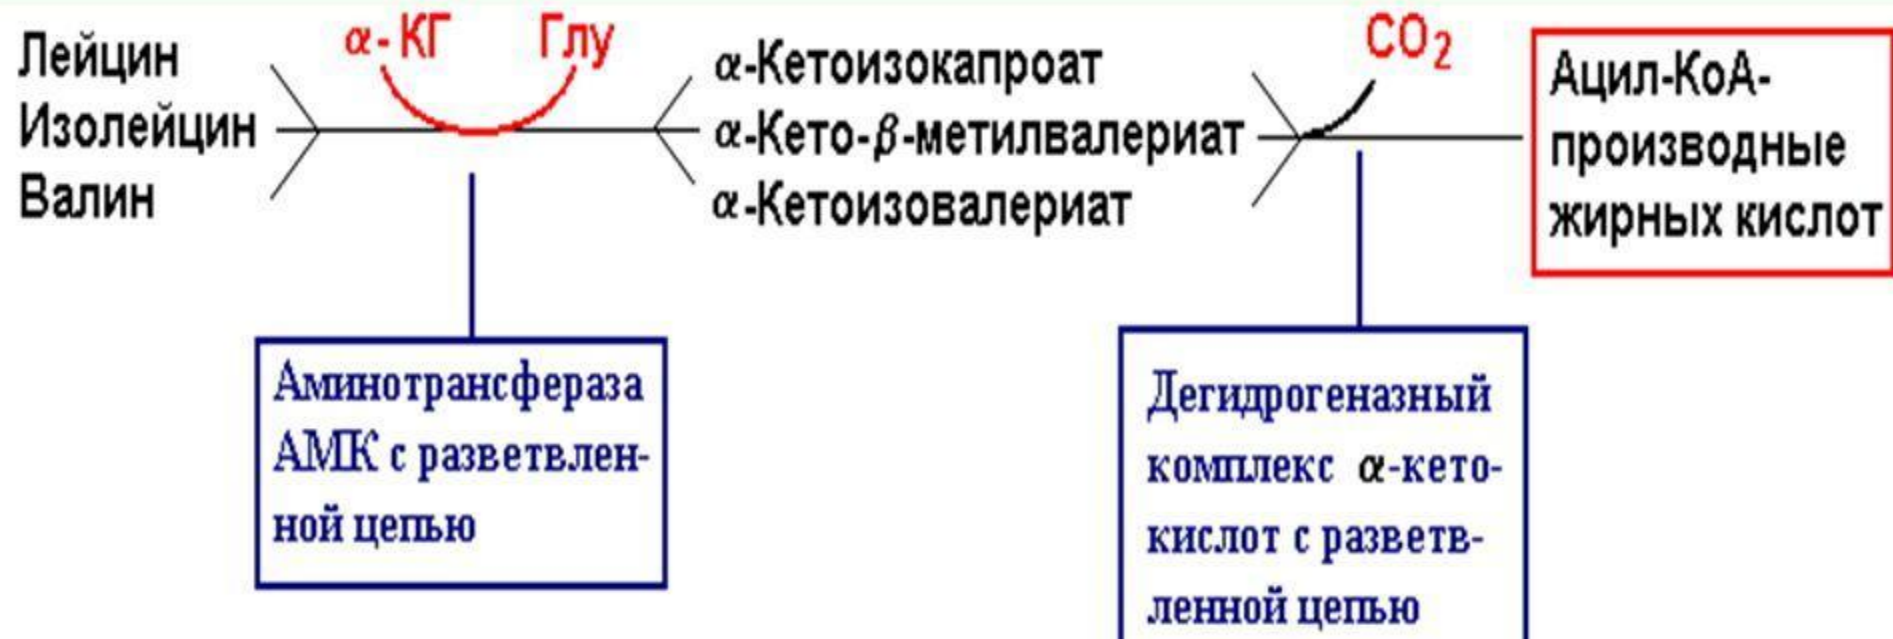 Лейцин
Изолейцин
Валин
α-КГ
Глу
α-Кетоизокапроат
α-Кето-β-метилвалериат
α-Кетоизовалериат
CO₂
Ацил-КоА-
производные
жирных кислот
Аминотрансфераза
АМК с разветвлен-
ной цепью
Дегидрогеназный
комплекс α-кето-
кислот с разветв-
ленной цепью